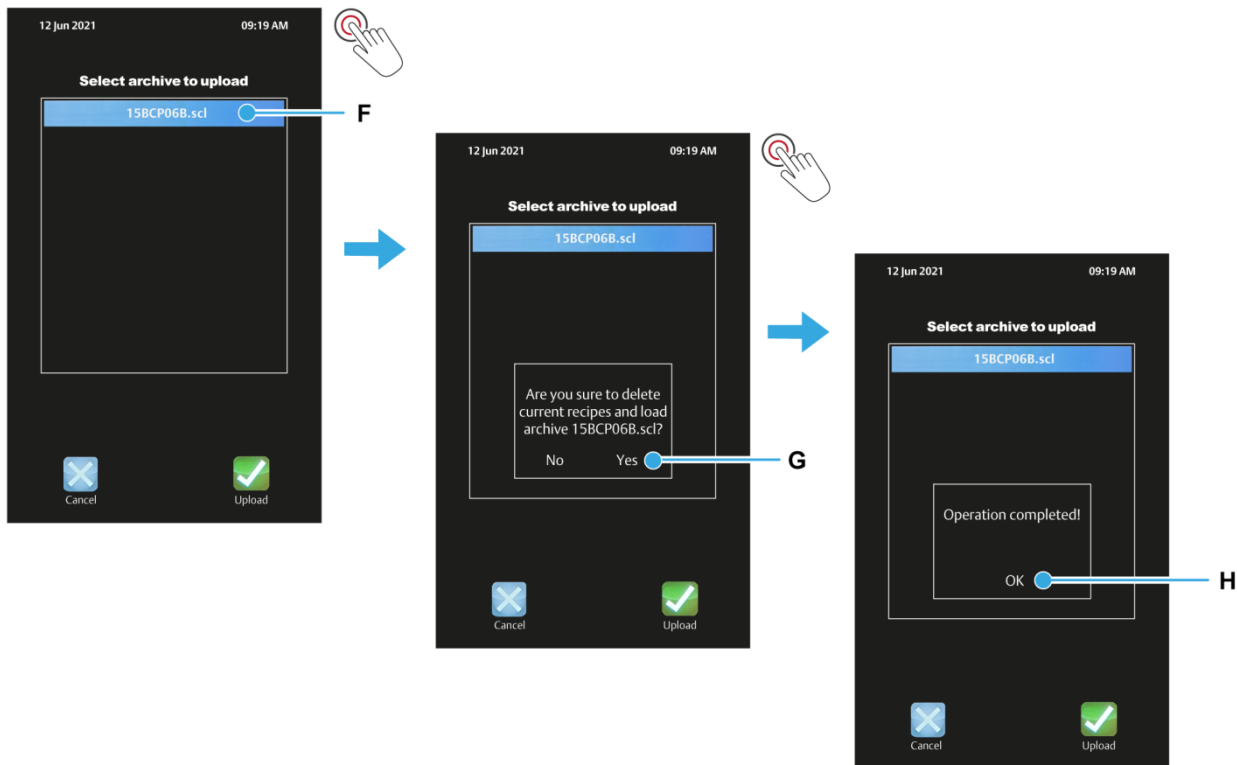 12 Jun 2021 09:19 AM
Select archive to upload
15BCP06B.scl
F
Cancel Upload
12 Jun 2021 09:19 AM
Select archive to upload
15BCP06B.scl
Are you sure to delete
current recipes and load
archive 15BCP06B.scl?
No Yes
G
Cancel Upload
12 Jun 2021 09:19 AM
Select archive to upload
15BCP06B.scl
Operation completed!
OK
H
Cancel Upload